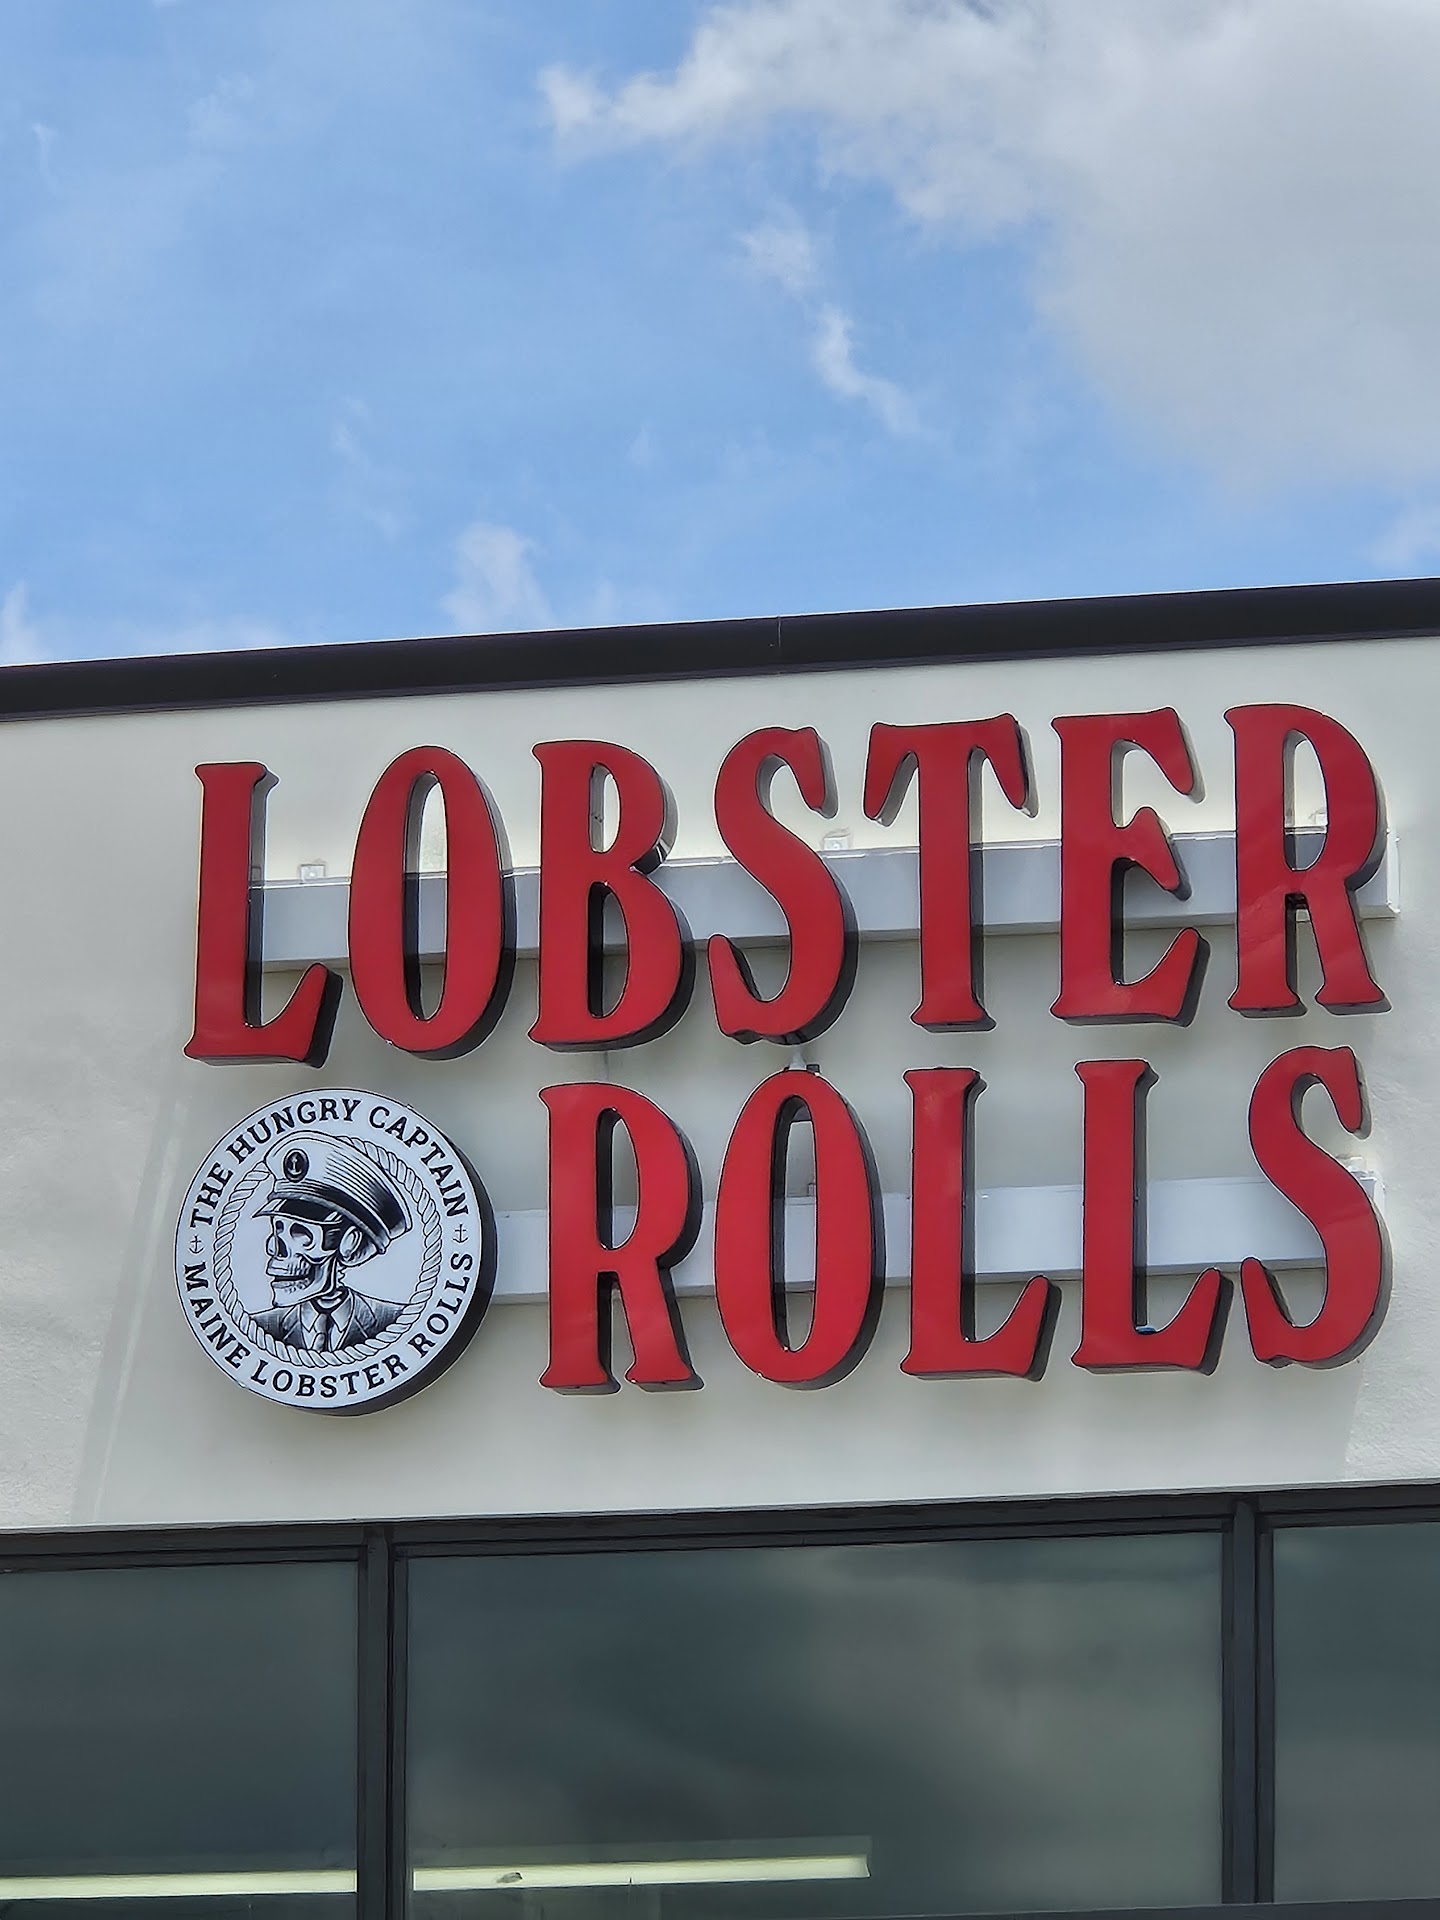 LOBSTER
ROLLS
THE HUNGRY CAPTAIN
MAINE LOBSTER ROLLS